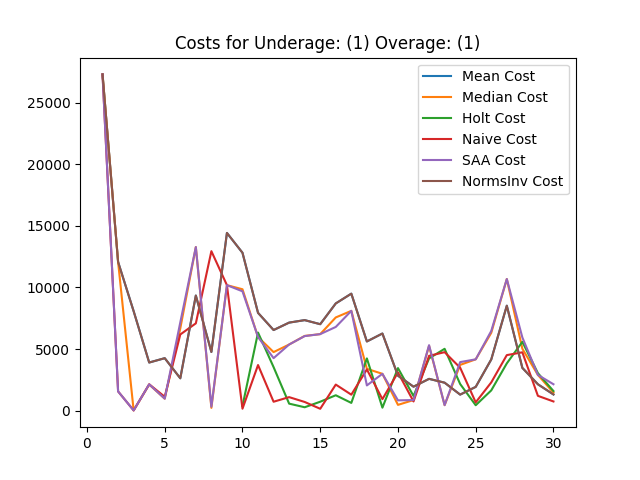 Costs for Underage: (1) Overage: (1)
Mean Cost
Median Cost
Holt Cost
Naive Cost
SAA Cost
NormsInv Cost
25000
20000
15000
10000
5000
0
0 5 10 15 20 25 30